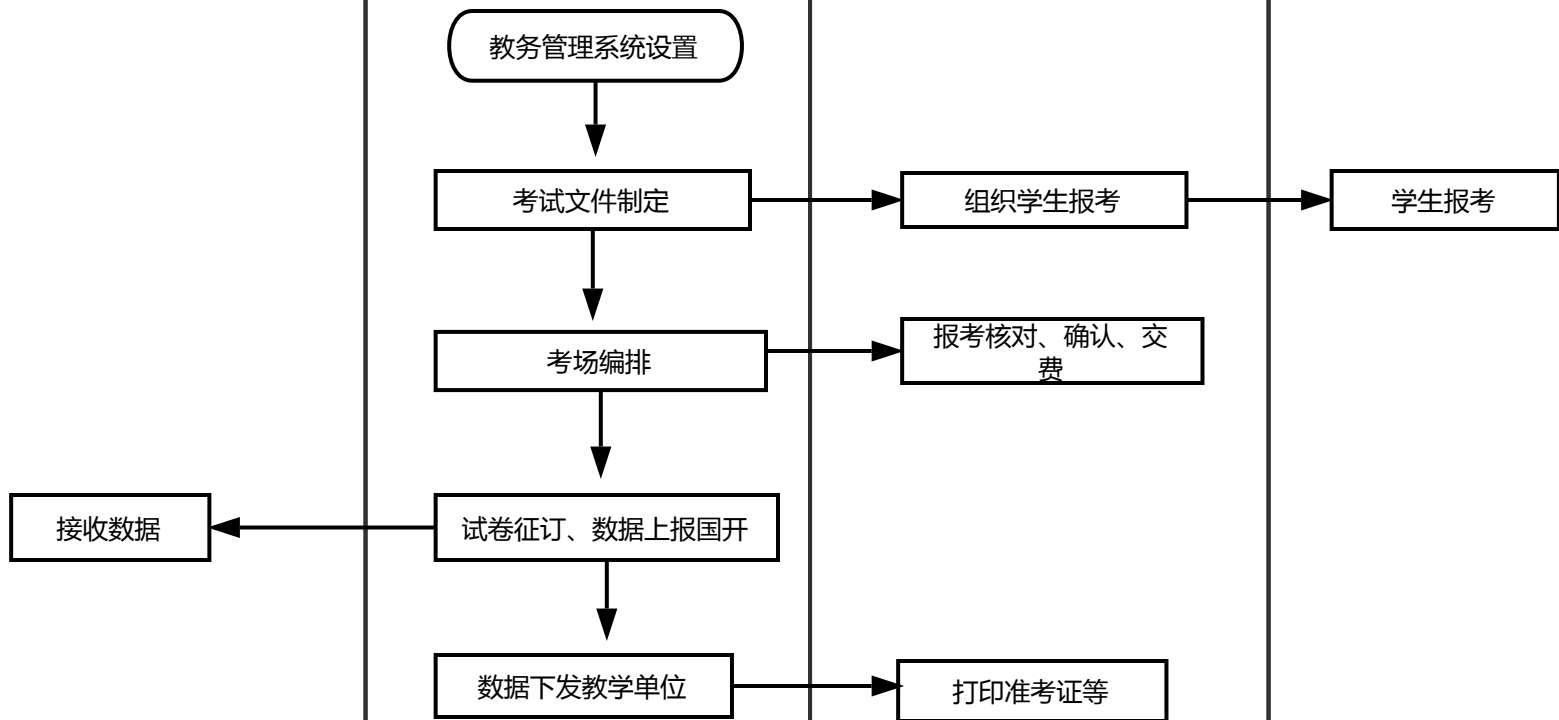 教务管理系统设置
考试文件制定
组织学生报考
学生报考
考场编排
报考核对、确认、交
费
接收数据
试卷征订、数据上报国开
数据下发教学单位
打印准考证等